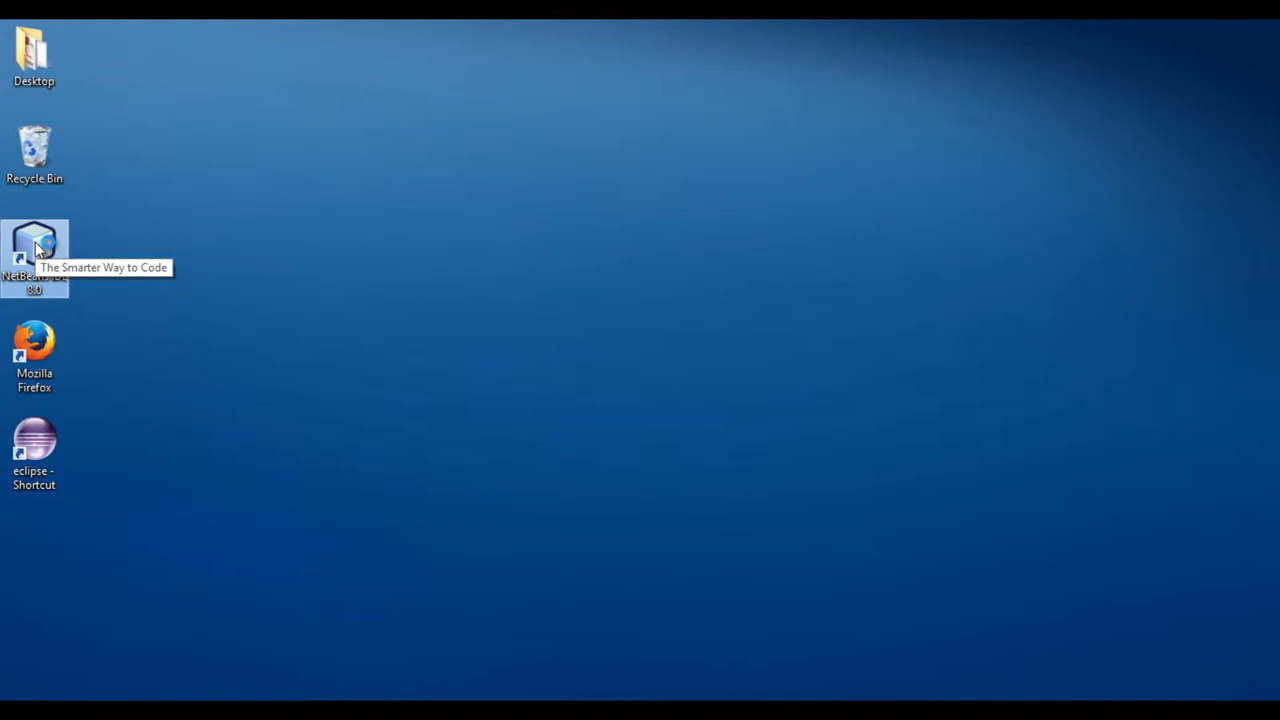 Desktop
Recycle Bin
The Smarter Way to Code
8.0
Mozilla
Firefox
eclipse -
Shortcut